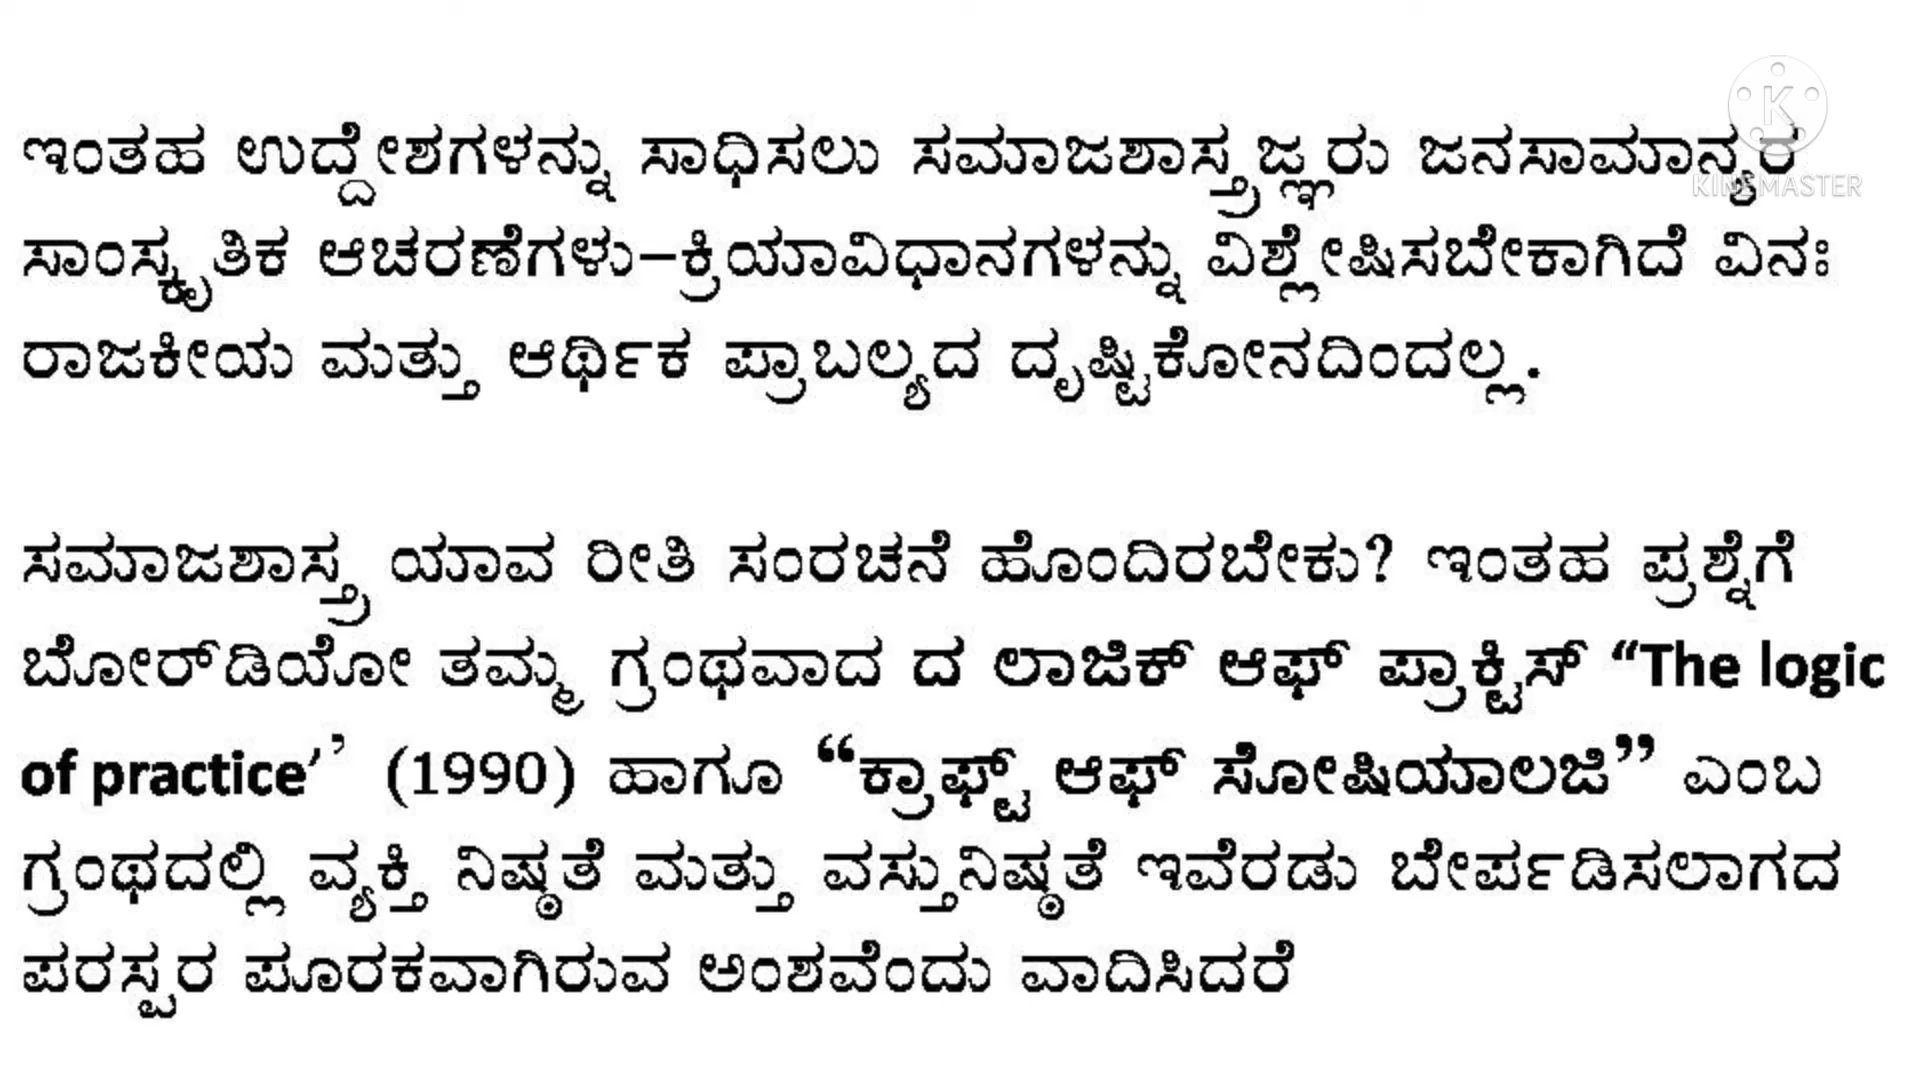 ಇಂತಹ ಉದ್ದೇಶಗಳನ್ನು ಸಾಧಿಸಲು ಸಮಾಜಶಾಸ್ತ್ರಜ್ಞರು ಜನಸಾಮಾನ್ಯರ
KINEMASTER
ಸಾಂಸ್ಕೃತಿಕ ಆಚರಣೆಗಳು–ಕ್ರಿಯಾವಿಧಾನಗಳನ್ನು ವಿಶ್ಲೇಷಿಸಬೇಕಾಗಿದೆ ವಿನಃ
ರಾಜಕೀಯ ಮತ್ತು ಆರ್ಥಿಕ ಪ್ರಾಬಲ್ಯದ ದೃಷ್ಟಿಕೋನದಿಂದಲ್ಲ.
ಸಮಾಜಶಾಸ್ತ್ರ ಯಾವ ರೀತಿ ಸಂರಚನೆ ಹೊಂದಿರಬೇಕು? ಇಂತಹ ಪ್ರಶ್ನೆಗೆ
ಬೋರ್‌ಡಿಯೋ ತಮ್ಮ ಗ್ರಂಥವಾದ ದ ಲಾಜಿಕ್ ಆಫ್ ಪ್ರಾಕ್ಟಿಸ್ “The logic
of practice’’ (1990) ಹಾಗೂ “ಕ್ರಾಫ್ಟ್ ಆಫ್ ಸೋಷಿಯಾಲಜಿ” ಎಂಬ
ಗ್ರಂಥದಲ್ಲಿ ವ್ಯಕ್ತಿ ನಿಷ್ಠತೆ ಮತ್ತು ವಸ್ತುನಿಷ್ಠತೆ ಇವೆರಡು ಬೇರ್ಪಡಿಸಲಾಗದ
ಪರಸ್ಪರ ಪೂರಕವಾಗಿರುವ ಅಂಶವೆಂದು ವಾದಿಸಿದರೆ